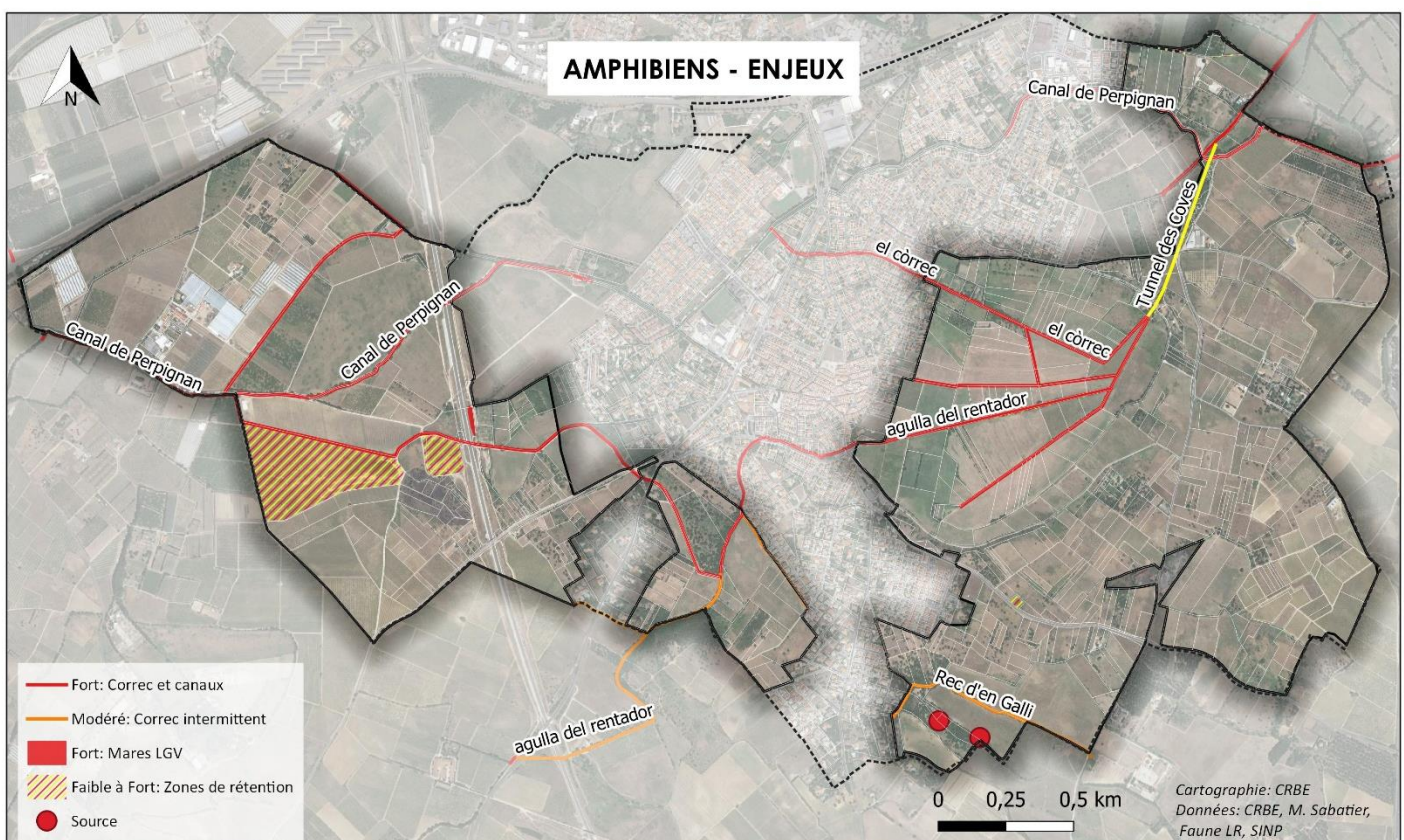 AMPHIBIENS - ENJEUX
N
Canal de Perpignan
Tunnel des Coves
el còrrec
el còrrec
Canal de Perpignan
Canal de Perpignan
agulla del rentador
Rec d'en Galli
agulla del rentador
Fort: Correc et canaux
Modéré: Correc intermittent
Fort: Mares LGV
Faible à Fort: Zones de rétention
Source
0 0,25 0,5 km
Cartographie: CRBE
Données: CRBE, M. Sabatier,
Faune LR, SINP